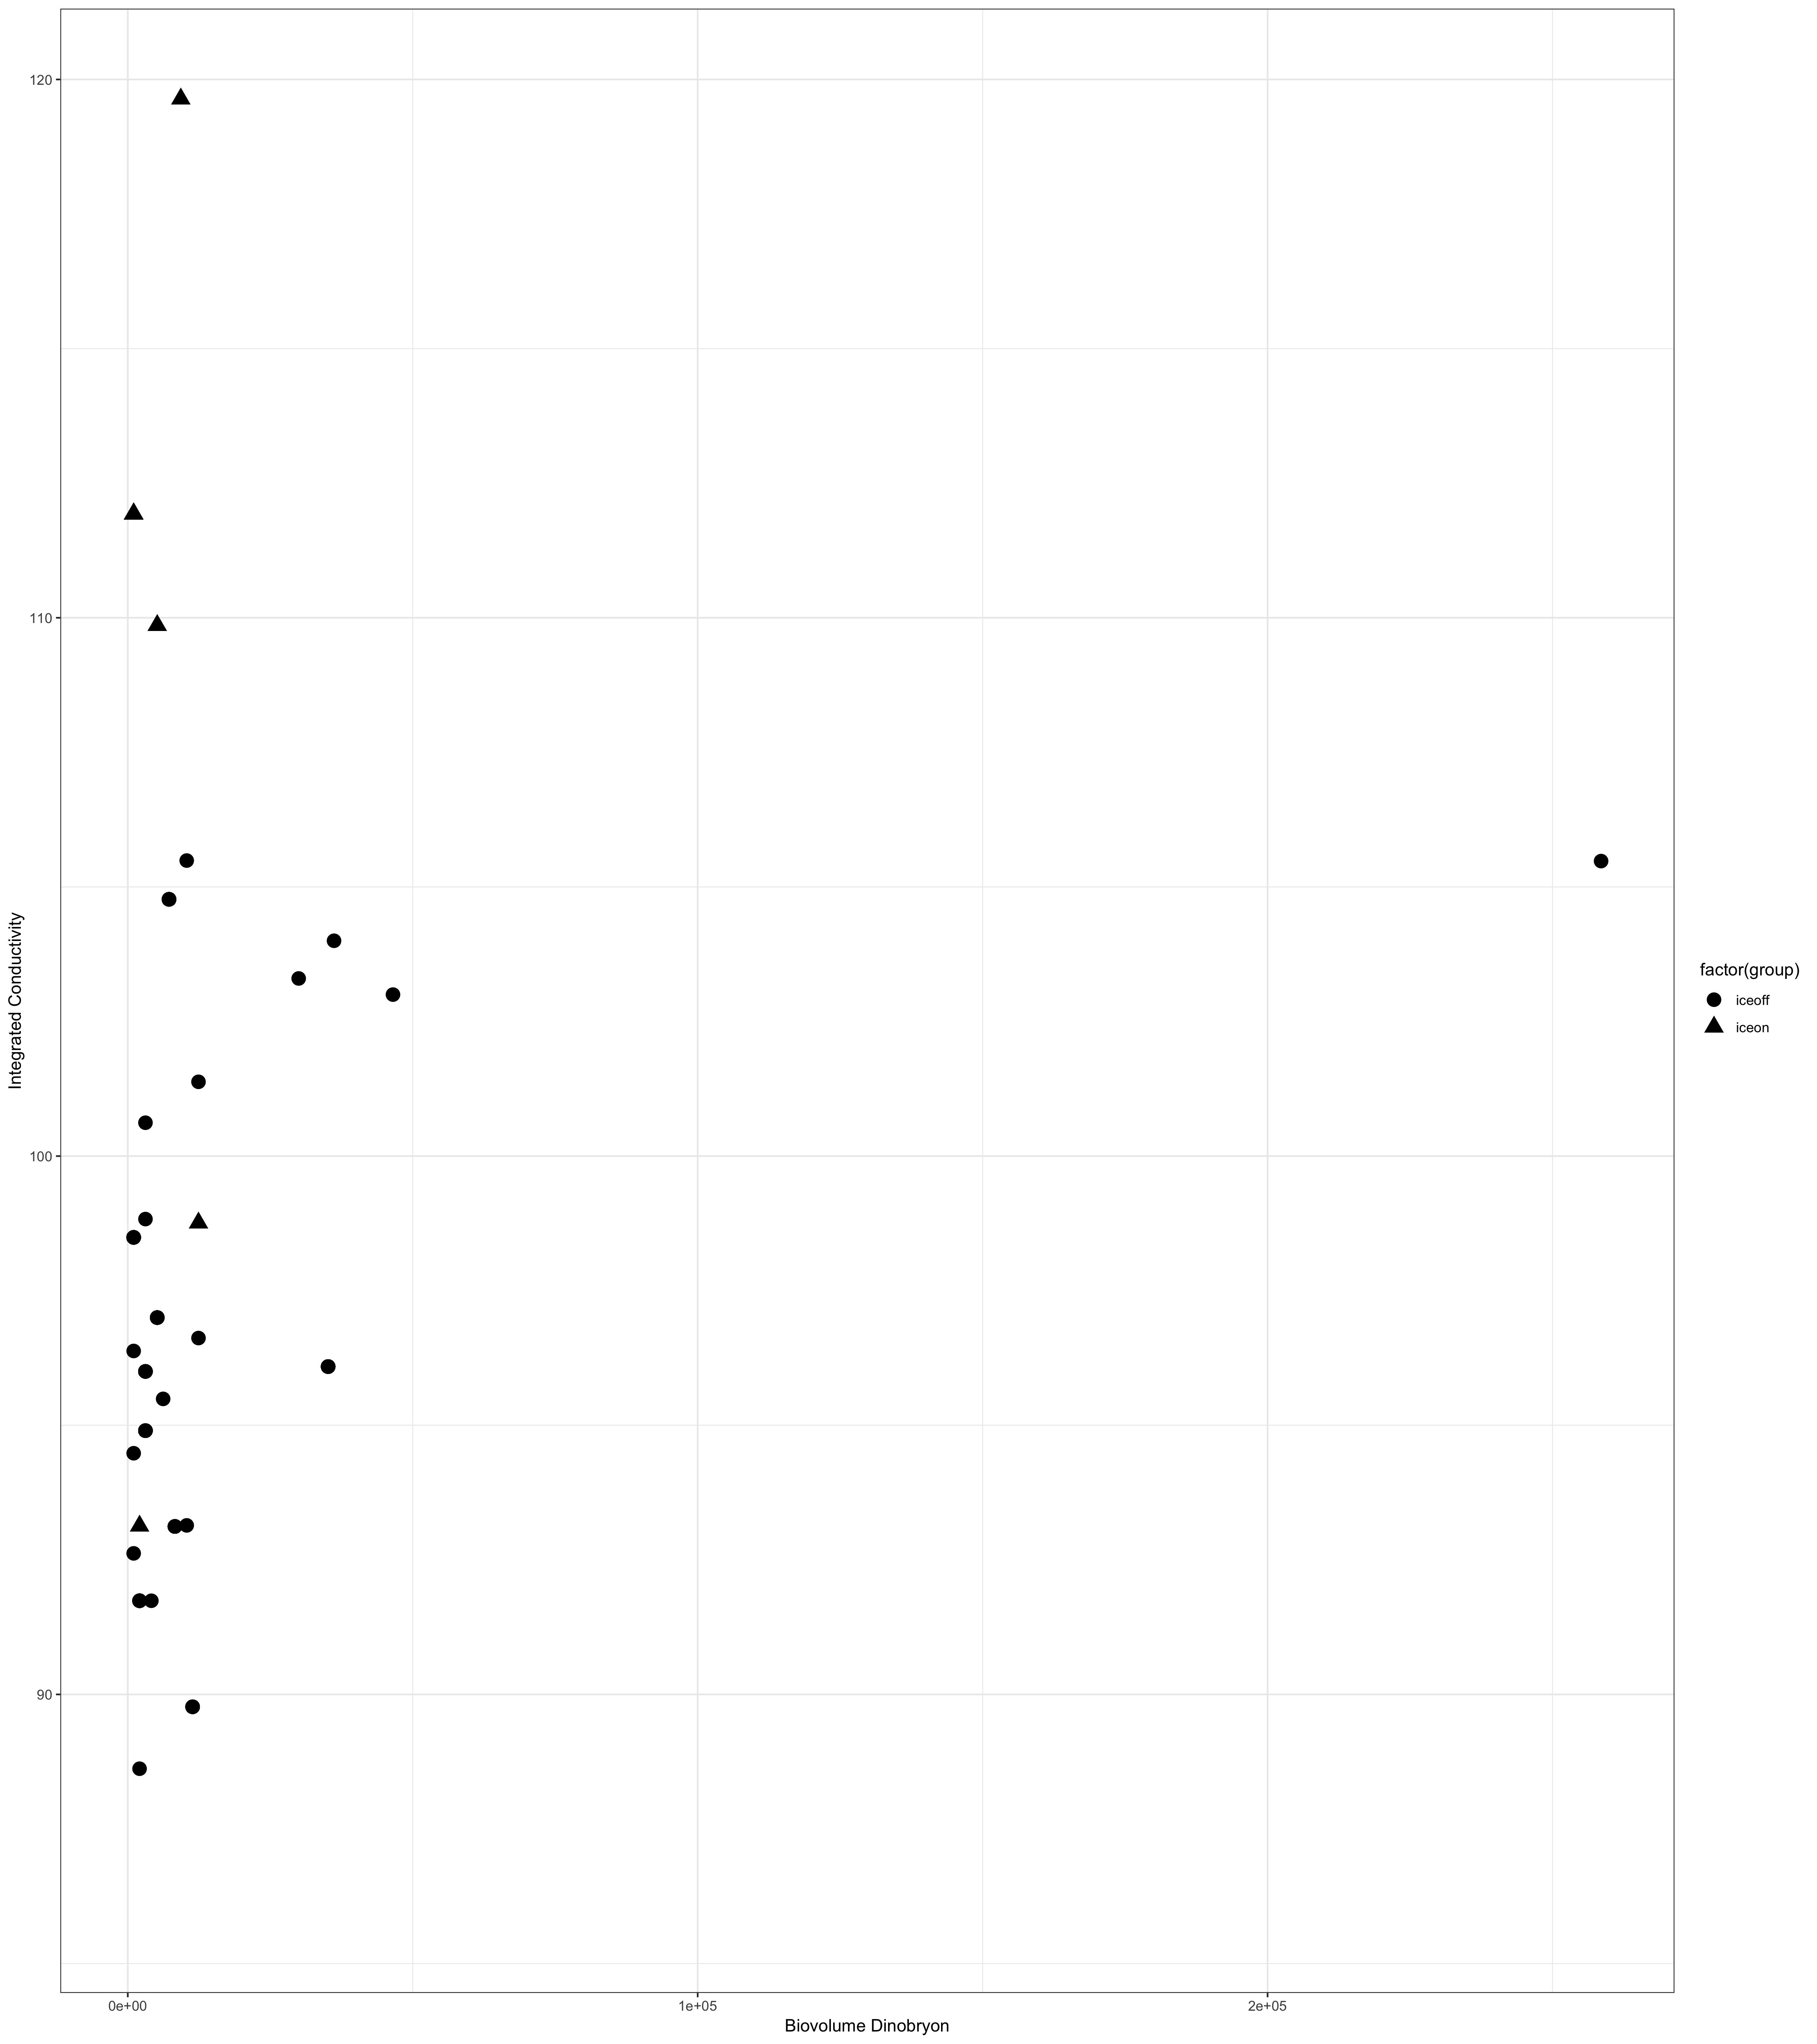 120
110
100
90
Integrated Conductivity
0e+00
1e+05
2e+05
Biovolume Dinobryon
factor(group)
iceoff
iceon